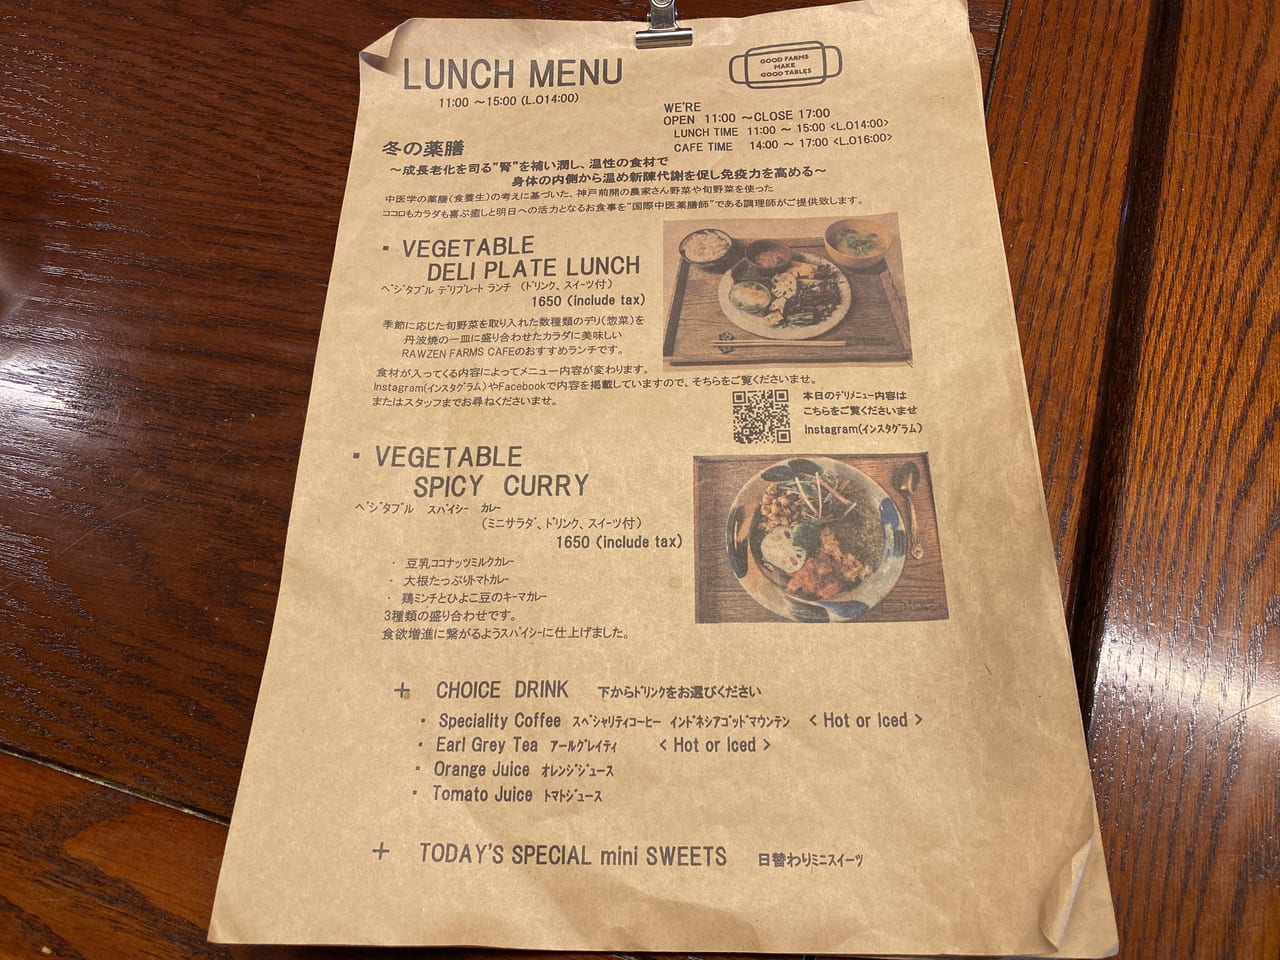 LUNCH MENU
11:00 ～15:00 (L.O14:00)
GOOD FARMS
MAKE
GOOD TABLES
WE'RE
OPEN 11:00 ～CLOSE 17:00
LUNCH TIME 11:00 ～ 15:00 <L.O14:00>
CAFE TIME 14:00 ～ 17:00 <L.O16:00>
冬の薬膳
～成長老化を司る"腎"を補い潤し、温性の食材で
身体の内側から温め新陳代謝を促し免疫力を高める～
中医学の薬膳(食養生)の考えに基づいた、神戸前開の農家さん野菜や旬野菜を使った
ココロもカラダも喜ぶ癒しと明日への活力となるお食事を"国際中医薬膳師"である調理師がご提供致します。
・ VEGETABLE
DELI PLATE LUNCH
ベジタブル デリプレート ランチ (ドリンク、スイーツ付)
1650 (include tax)
季節に応じた旬野菜を取り入れた数種類のデリ(惣菜)を
丹波焼の一皿に盛り合わせたカラダに美味しい
RAWZEN FARMS CAFEのおすすめランチです。
食材が入ってくる内容によってメニュー内容が変わります。
Instagram(インスタグラム)やFacebookで内容を掲載していますので、そちらをご覧くださいませ。
またはスタッフまでお尋ねくださいませ。
本日のデリメニュー内容は
こちらをご覧くださいませ
Instagram(インスタグラム)
・ VEGETABLE
SPICY CURRY
ベジタブル スパイシー カレー
(ミニサラダ、ドリンク、スイーツ付)
1650 (include tax)
・ 豆乳ココナッツミルクカレー
・ 大根たっぷりトマトカレー
・ 鶏ミンチとひよこ豆のキーマカレー
3種類の盛り合わせです。
食欲増進に繋がるようスパイシーに仕上げました。
＋ CHOICE DRINK 下からドリンクをお選びください
・ Speciality Coffee スペシャリティコーヒー インドネシアゴッドマウンテン < Hot or Iced >
・ Earl Grey Tea アールグレイティ < Hot or Iced >
・ Orange Juice オレンジジュース
・ Tomato Juice トマトジュース
＋ TODAY'S SPECIAL mini SWEETS 日替わりミニスイーツ